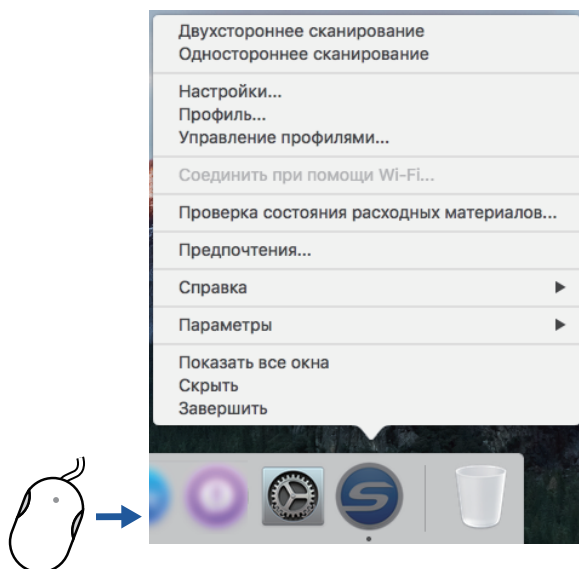 Двухстороннее сканирование
Одностороннее сканирование
Настройки...
Профиль...
Управление профилями...
Соединить при помощи Wi-Fi...
Проверка состояния расходных материалов...
Предпочтения...
Справка
Параметры
Показать все окна
Скрыть
Завершить
S